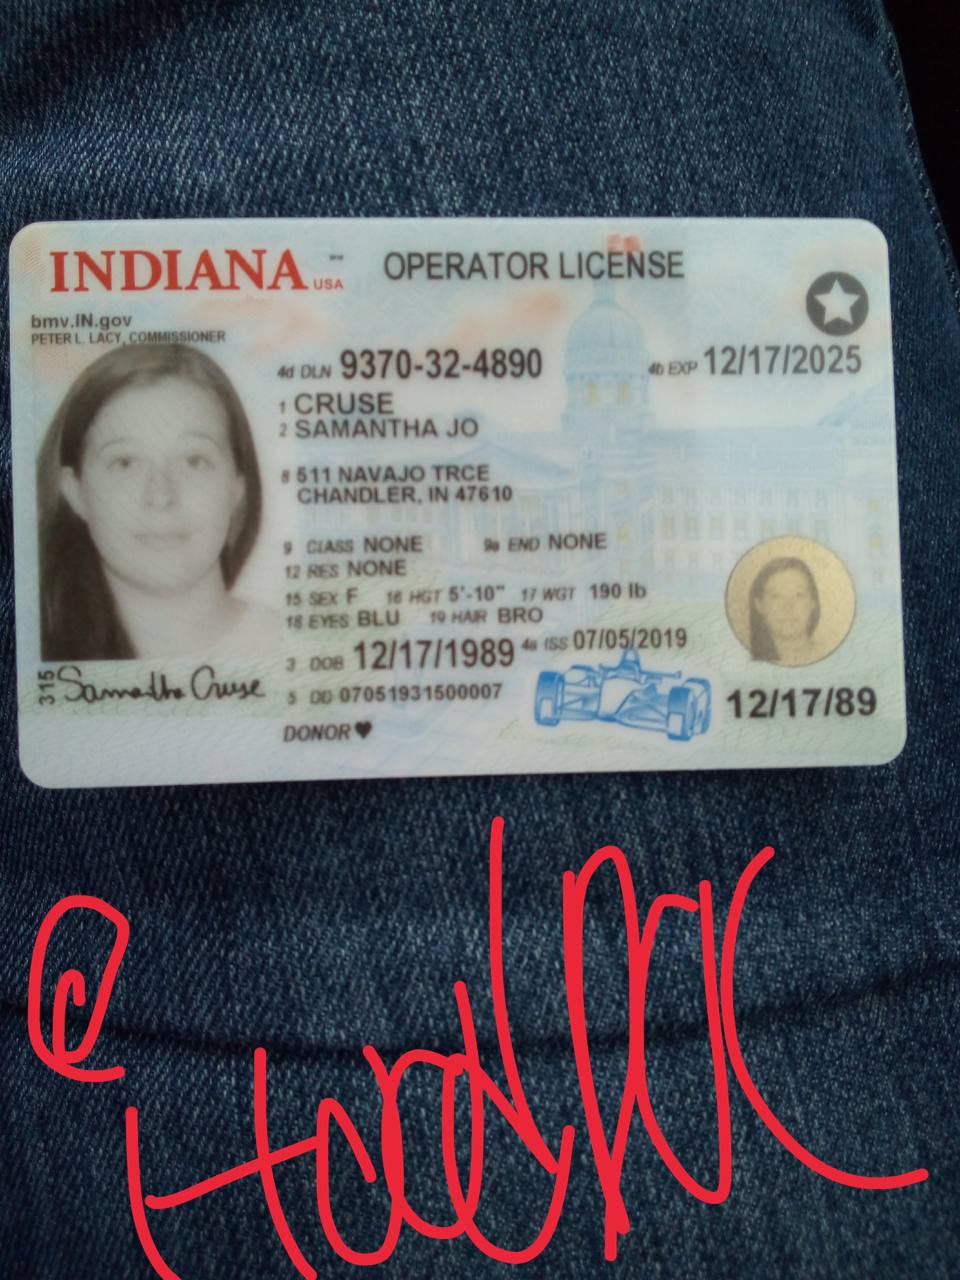 INDIANA USA OPERATOR LICENSE
bmv.IN.gov
PETER L. LACY, COMMISSIONER
4d DLN 9370-32-4890 4b EXP 12/17/2025
1 CRUSE
2 SAMANTHA JO
8 511 NAVAJO TRCE
CHANDLER, IN 47610
9 CLASS NONE 9a END NONE
12 RES NONE
15 SEX F 16 HGT 5'-10" 17 WGT 190 lb
18 EYES BLU 19 HAIR BRO
3 DOB 12/17/1989 4a ISS 07/05/2019
5 DD 07051931500007 12/17/89
DONOR
315
Samantha Cruse
@